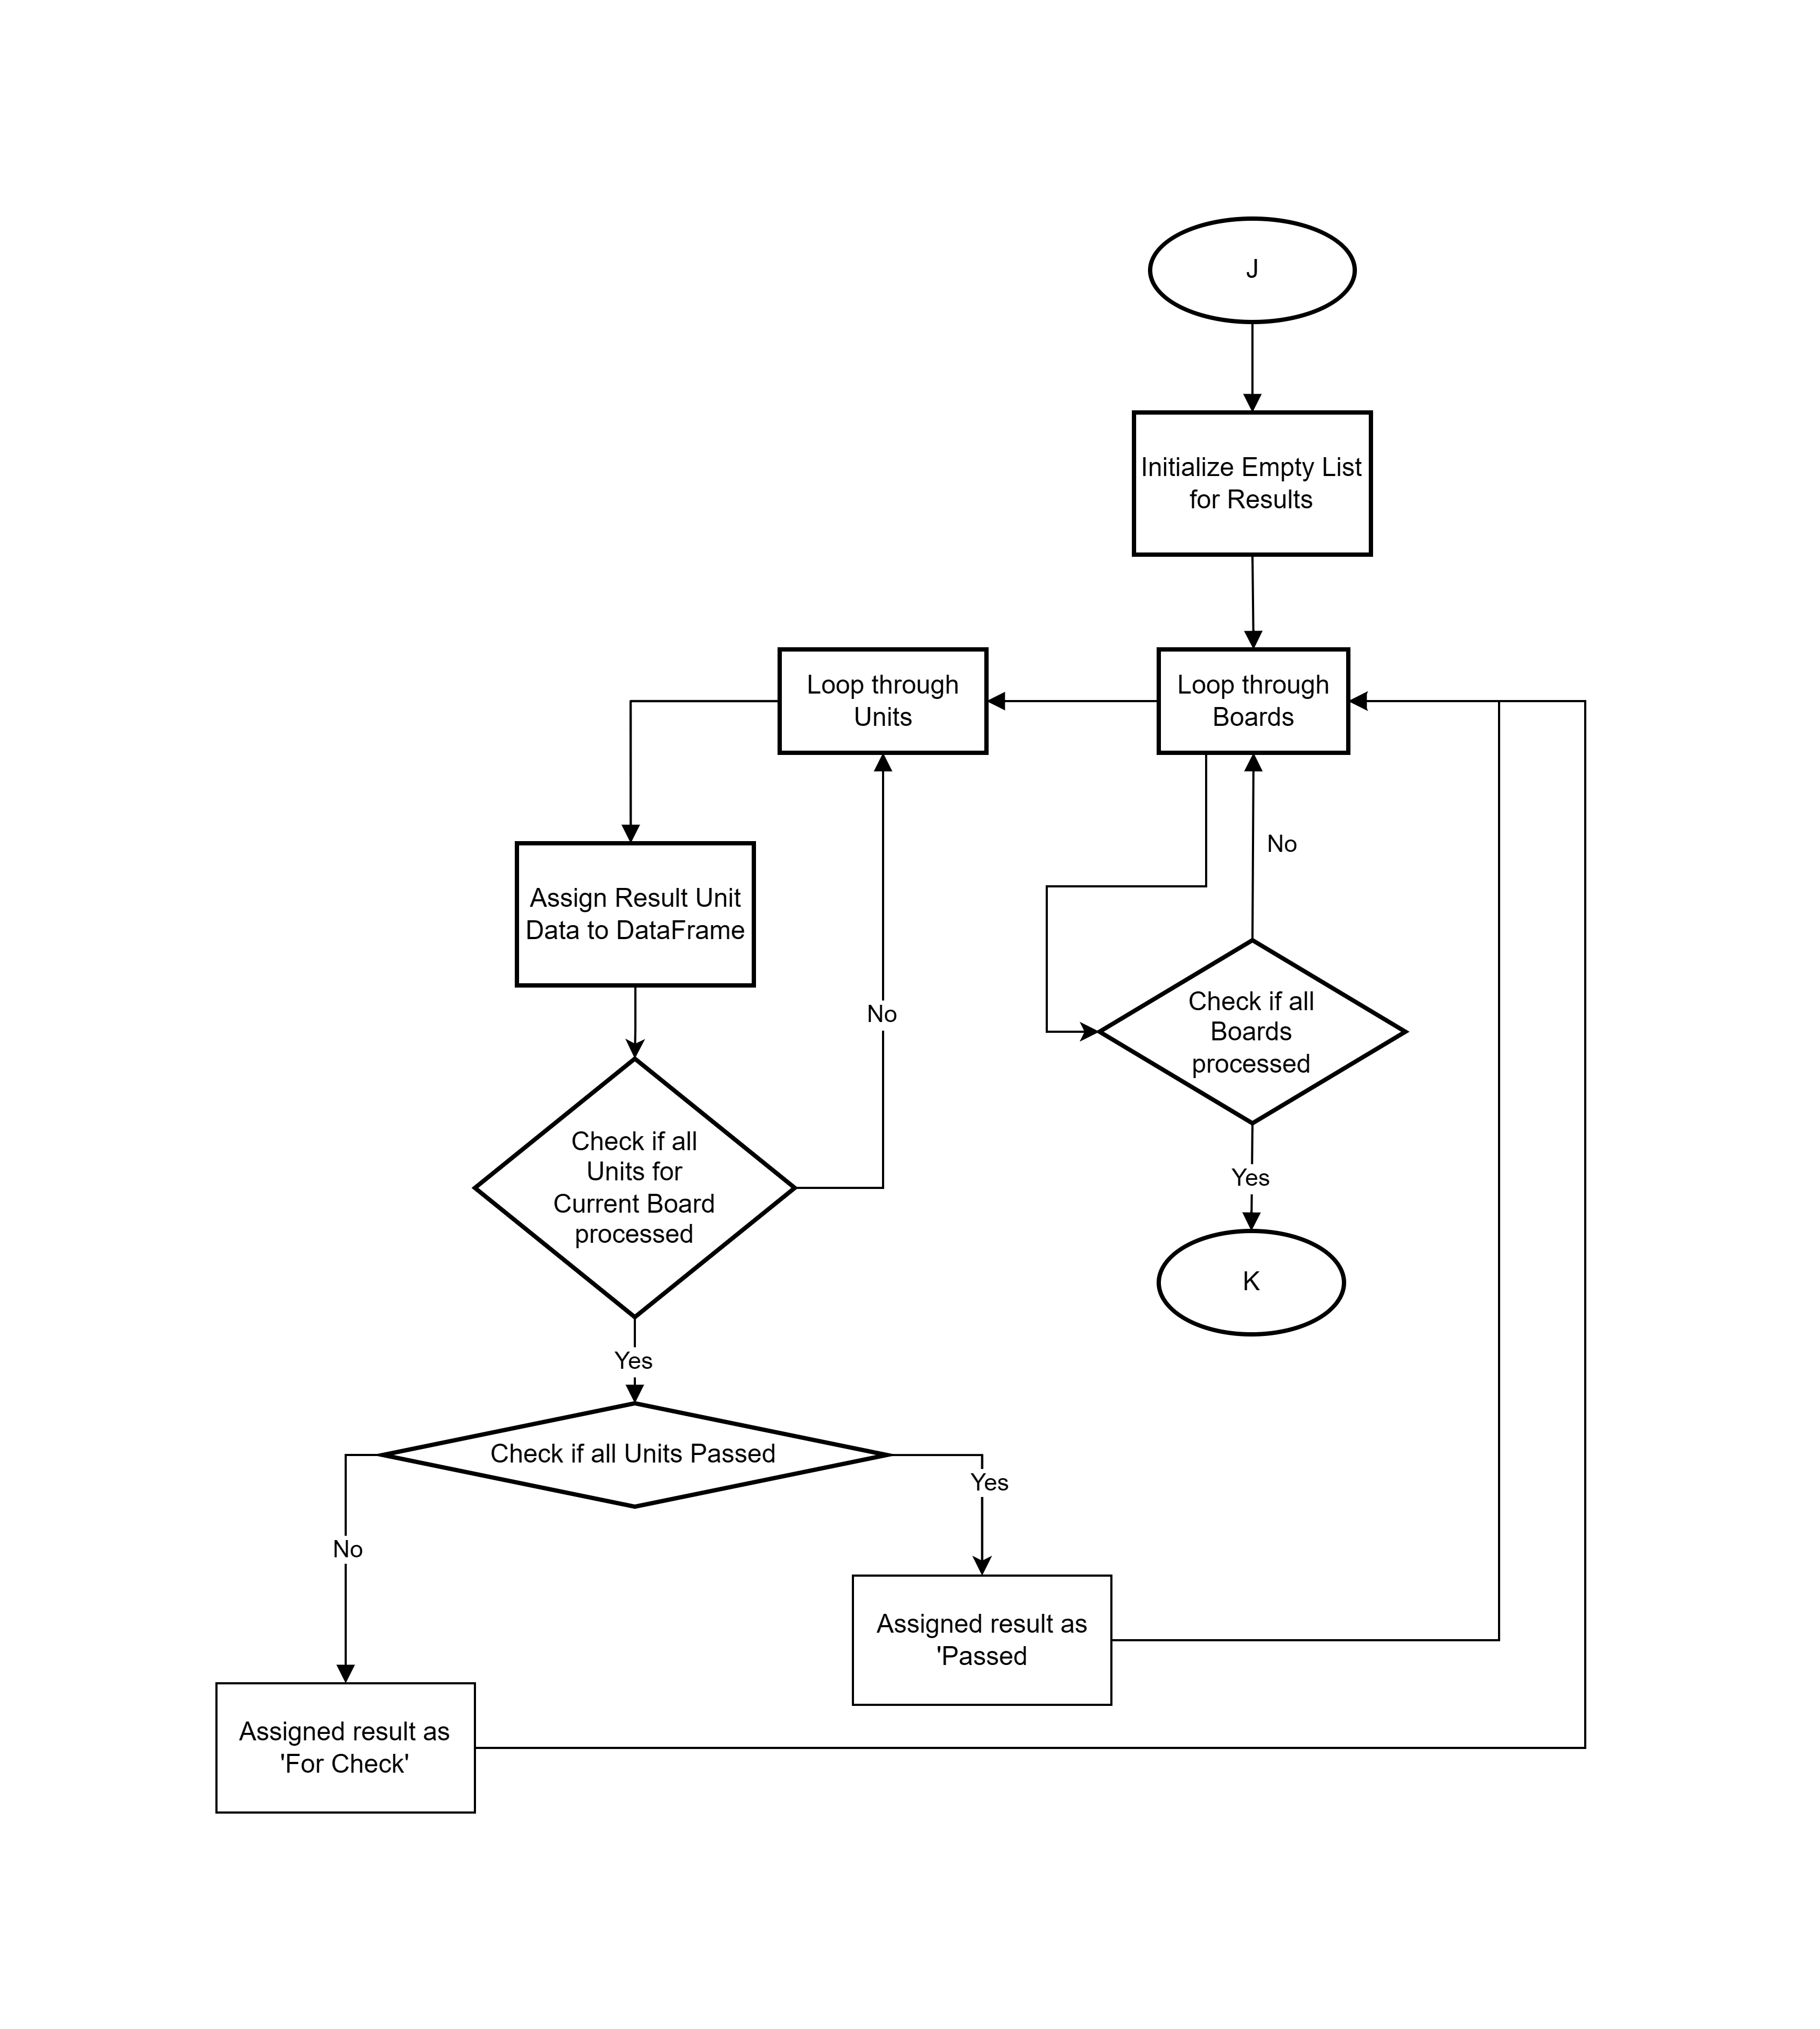 J
Initialize Empty List
for Results
Loop through
Units
Loop through
Boards
No
Assign Result Unit
Data to DataFrame
No
Check if all
Boards
processed
Check if all
Units for
Current Board
processed
Yes
K
Yes
Check if all Units Passed
Yes
No
Assigned result as
'Passed
Assigned result as
'For Check'